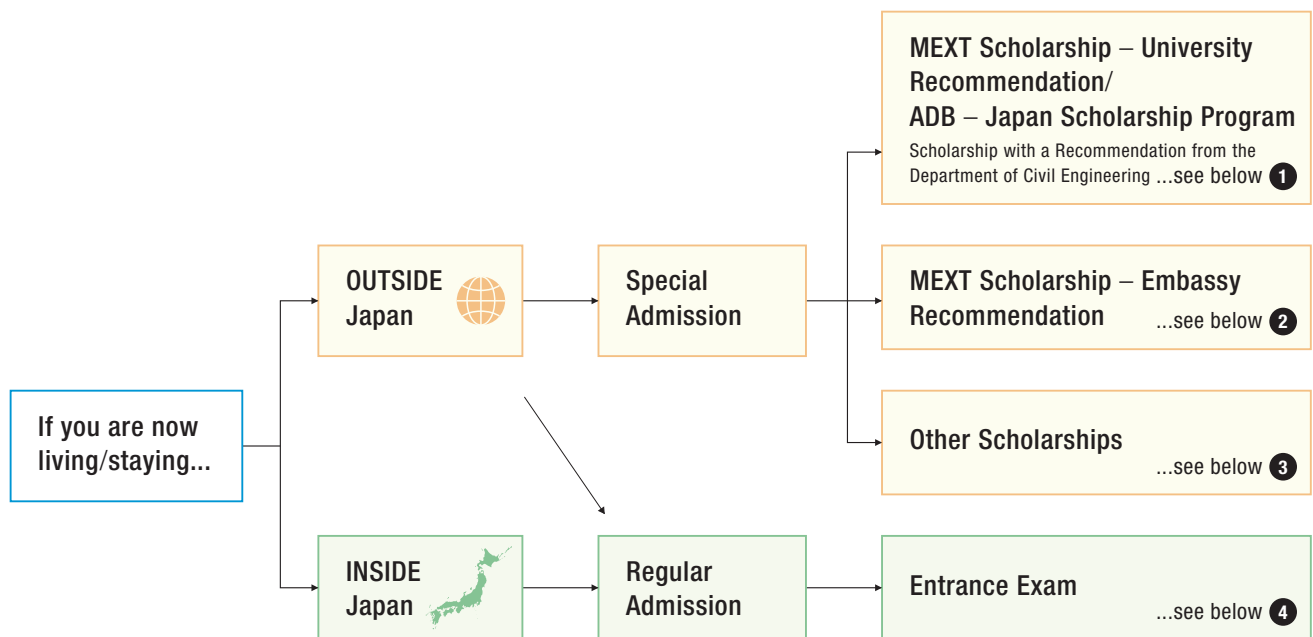 MEXT Scholarship – University
Recommendation/
ADB – Japan Scholarship Program
Scholarship with a Recommendation from the
Department of Civil Engineering ...see below 1
OUTSIDE
Japan
Special
Admission
MEXT Scholarship – Embassy
Recommendation ...see below 2
If you are now
living/staying...
Other Scholarships
...see below 3
INSIDE
Japan
Regular
Admission
Entrance Exam
...see below 4